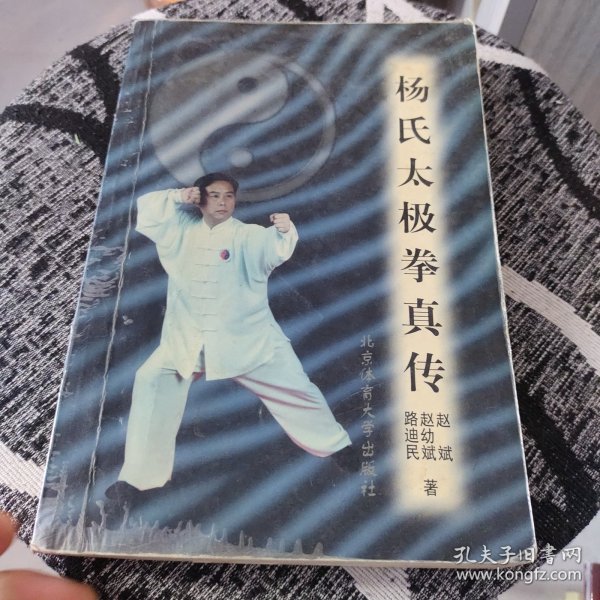 杨氏太极拳真传
赵斌
赵幼斌
路迪民
著
北京体育大学出版社
孔夫子旧书网
www.kongfz.com